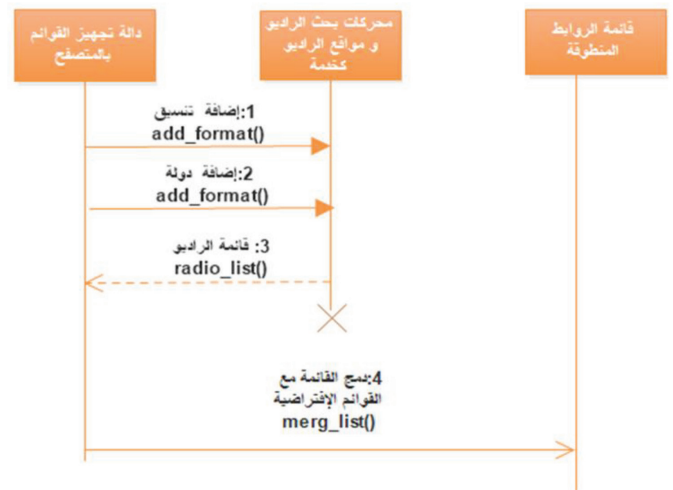 دالة تجهيز القوائم
بالمتصفح
محركات بحث الراديو
و مواقع الراديو
كخدمة
قائمة الروابط
المنطوقة
1:إضافة تنسيق
add_format()
2:إضافة دولة
add_format()
3: قائمة الراديو
radio_list()
4:دمج القائمة مع
القوائم الإفتراضية
merg_list()